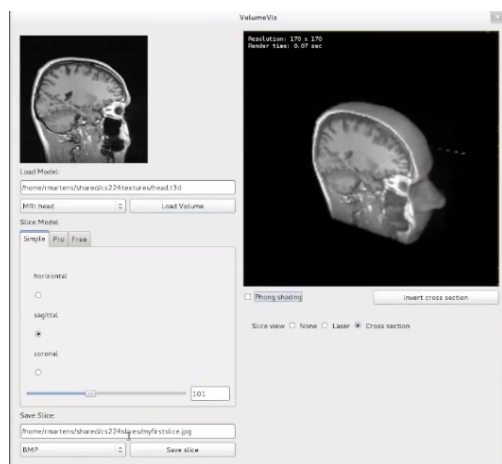 VolumeViz
Resolution: 170 x 170
Render time: 0.07 sec
Load Model:
/home/rmartens/shared/cs224textures/head.t3d
MRI head
Load Volume
Slice Model
Simple
Pro
Free
horizontal
sagittal
coronal
101
Save Slice:
/home/rmartens/shared/cs224slices/myfirstslice.jpg
BMP
Save slice
Phong shading
Invert cross section
Slice view
None
Laser
Cross section